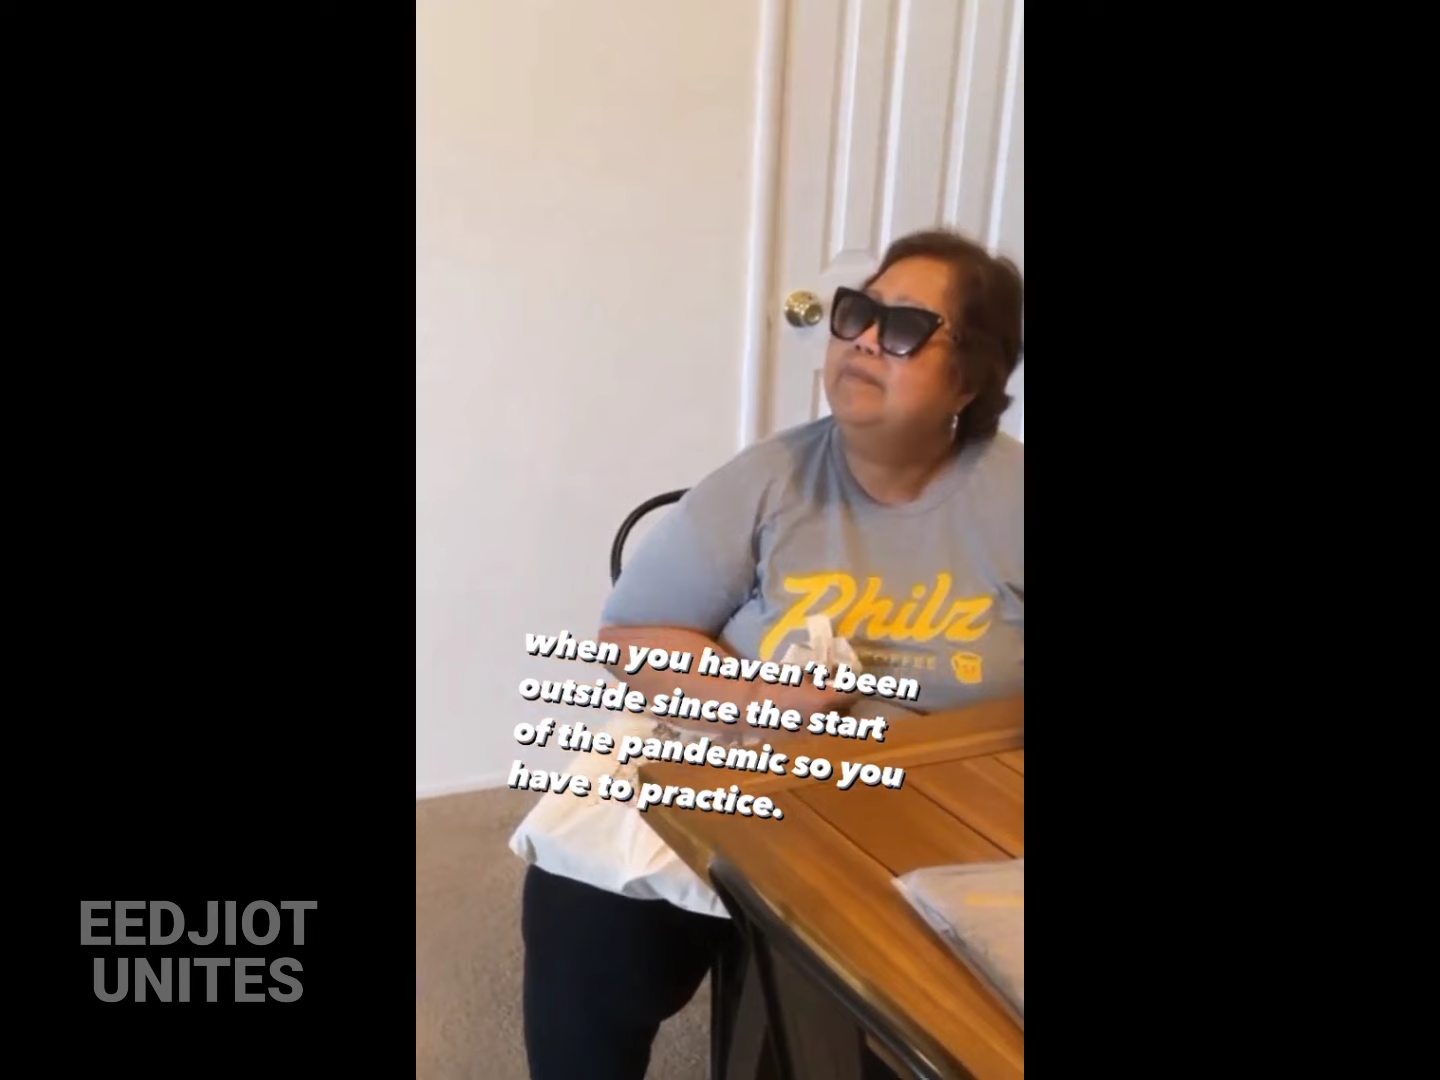 Philz
COFFEE
when you haven't been
outside since the start
of the pandemic so you
have to practice.
EEDJIOT
UNITES